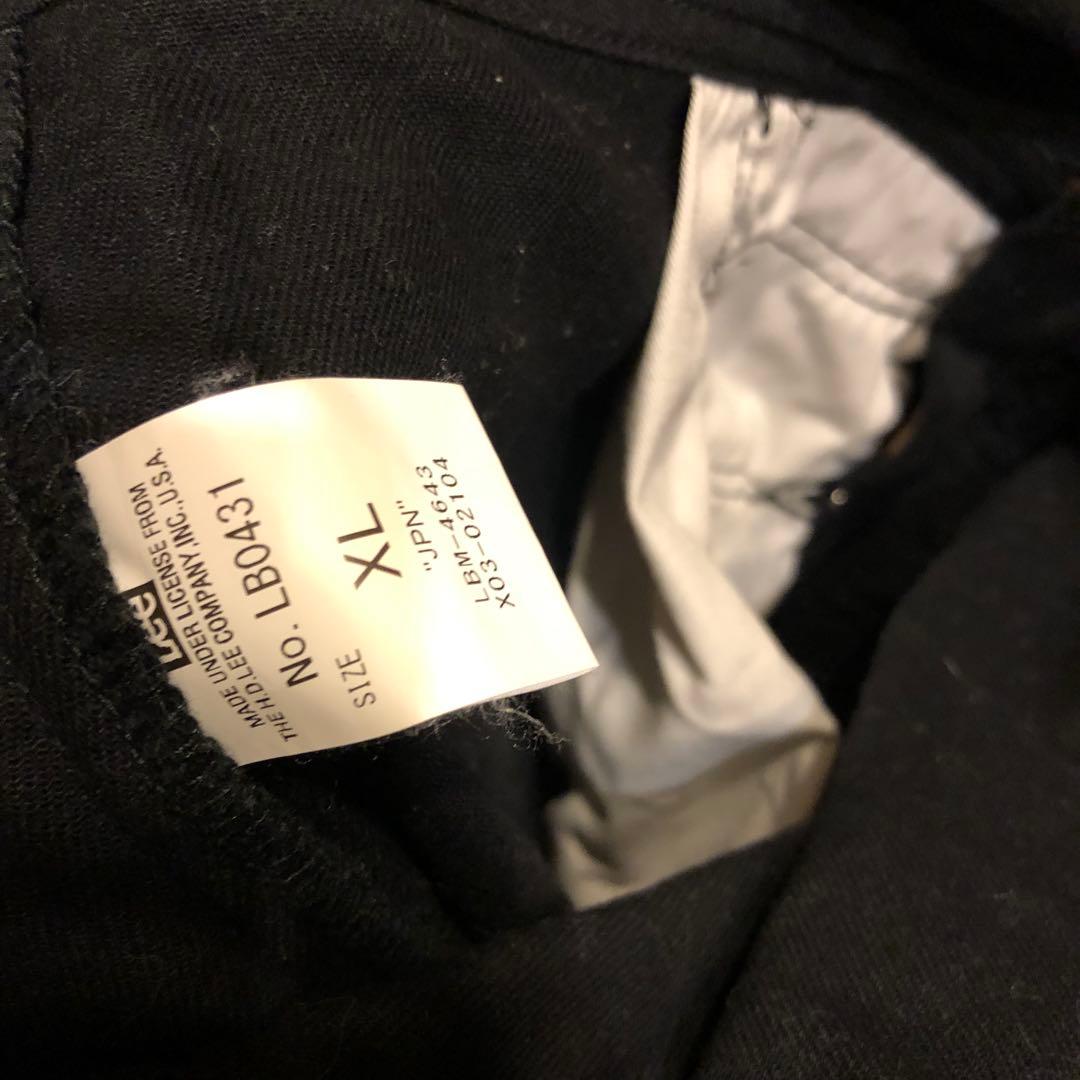 Lee
MADE UNDER LICENSE FROM
THE H.D.LEE COMPANY.INC.,U.S.A.
No. LB0431
SIZE XL
"JPN"
LBM-4643
X03-02104